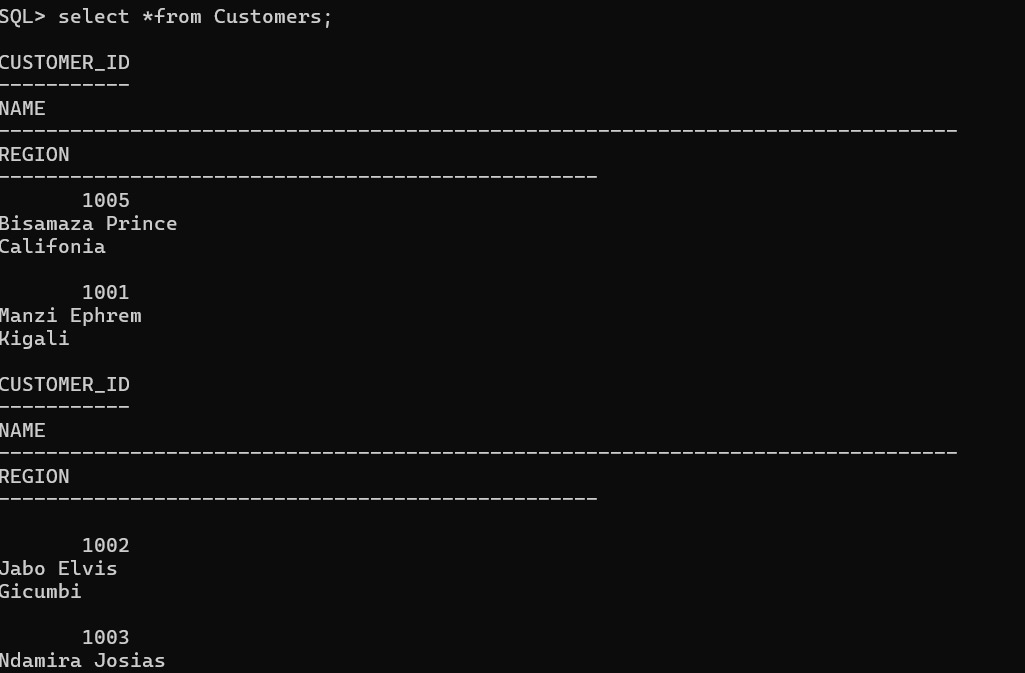 SQL> select *from Customers;
CUSTOMER_ID
-----------
NAME
--------------------------------------------------------------------------------
REGION
--------------------------------------------------
1005
Bisamaza Prince
Califonia
1001
Manzi Ephrem
Kigali
CUSTOMER_ID
-----------
NAME
--------------------------------------------------------------------------------
REGION
--------------------------------------------------
1002
Jabo Elvis
Gicumbi
1003
Ndamira Josias